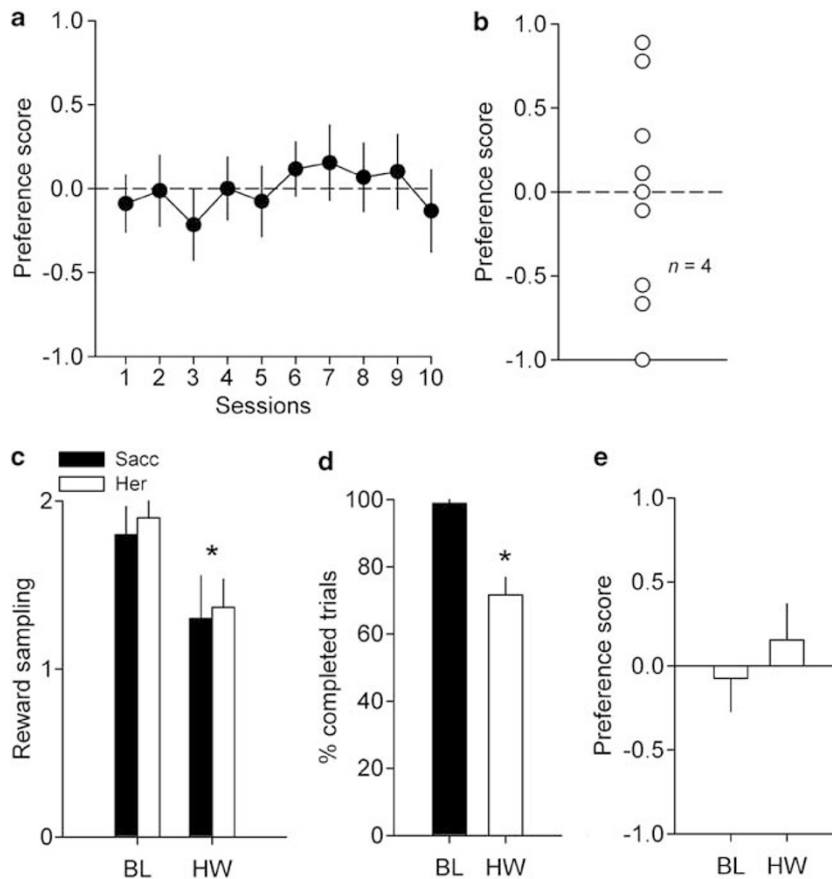 a
Preference score
1.0
0.5
0.0
-0.5
-1.0
1 2 3 4 5 6 7 8 9 10
Sessions
b
Preference score
1.0
0.5
0.0
-0.5
-1.0
n = 4
c
Sacc
Her
Reward sampling
2
1
0
*
BL HW
d
% completed trials
100
80
60
40
20
0
*
BL HW
e
Preference score
1.0
0.5
0.0
-0.5
-1.0
BL HW